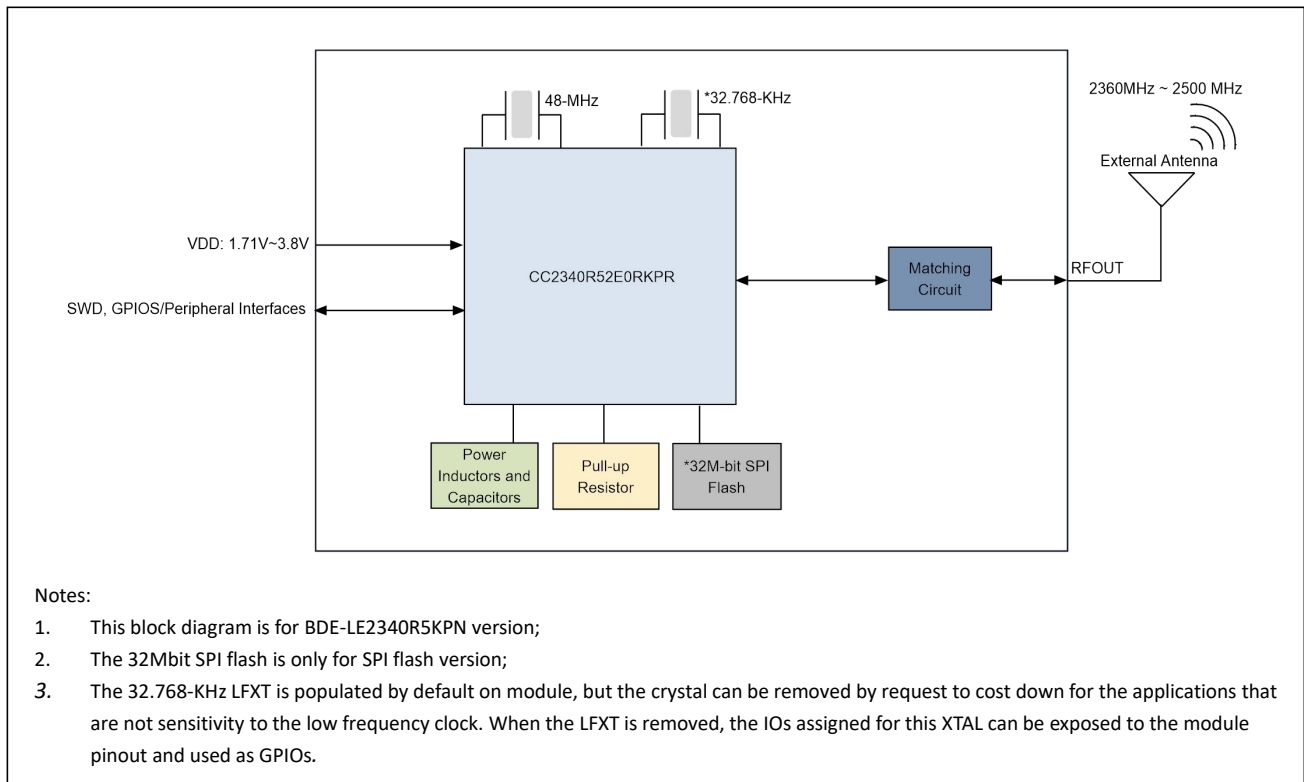 48-MHz
*32.768-KHz
2360MHz ~ 2500 MHz
External Antenna
VDD: 1.71V~3.8V
SWD, GPIOS/Peripheral Interfaces
CC2340R52E0RKPR
Matching
Circuit
RFOUT
Power
Inductors and
Capacitors
Pull-up
Resistor
*32M-bit SPI
Flash
Notes:
1. This block diagram is for BDE-LE2340R5KPN version;
2. The 32Mbit SPI flash is only for SPI flash version;
3. The 32.768-KHz LFXT is populated by default on module, but the crystal can be removed by request to cost down for the applications that
are not sensitivity to the low frequency clock. When the LFXT is removed, the IOs assigned for this XTAL can be exposed to the module
pinout and used as GPIOs.